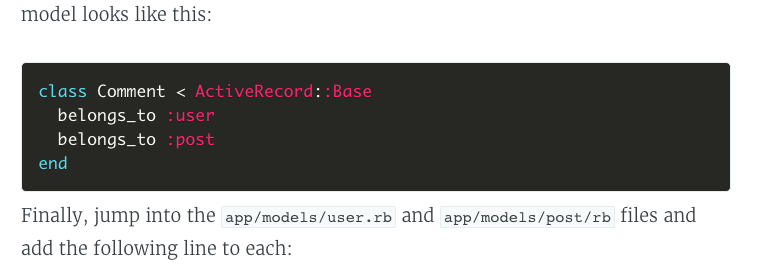 model looks like this:
class Comment < ActiveRecord::Base
  belongs_to :user
  belongs_to :post
end
Finally, jump into the app/models/user.rb and app/models/post/rb files and
add the following line to each: